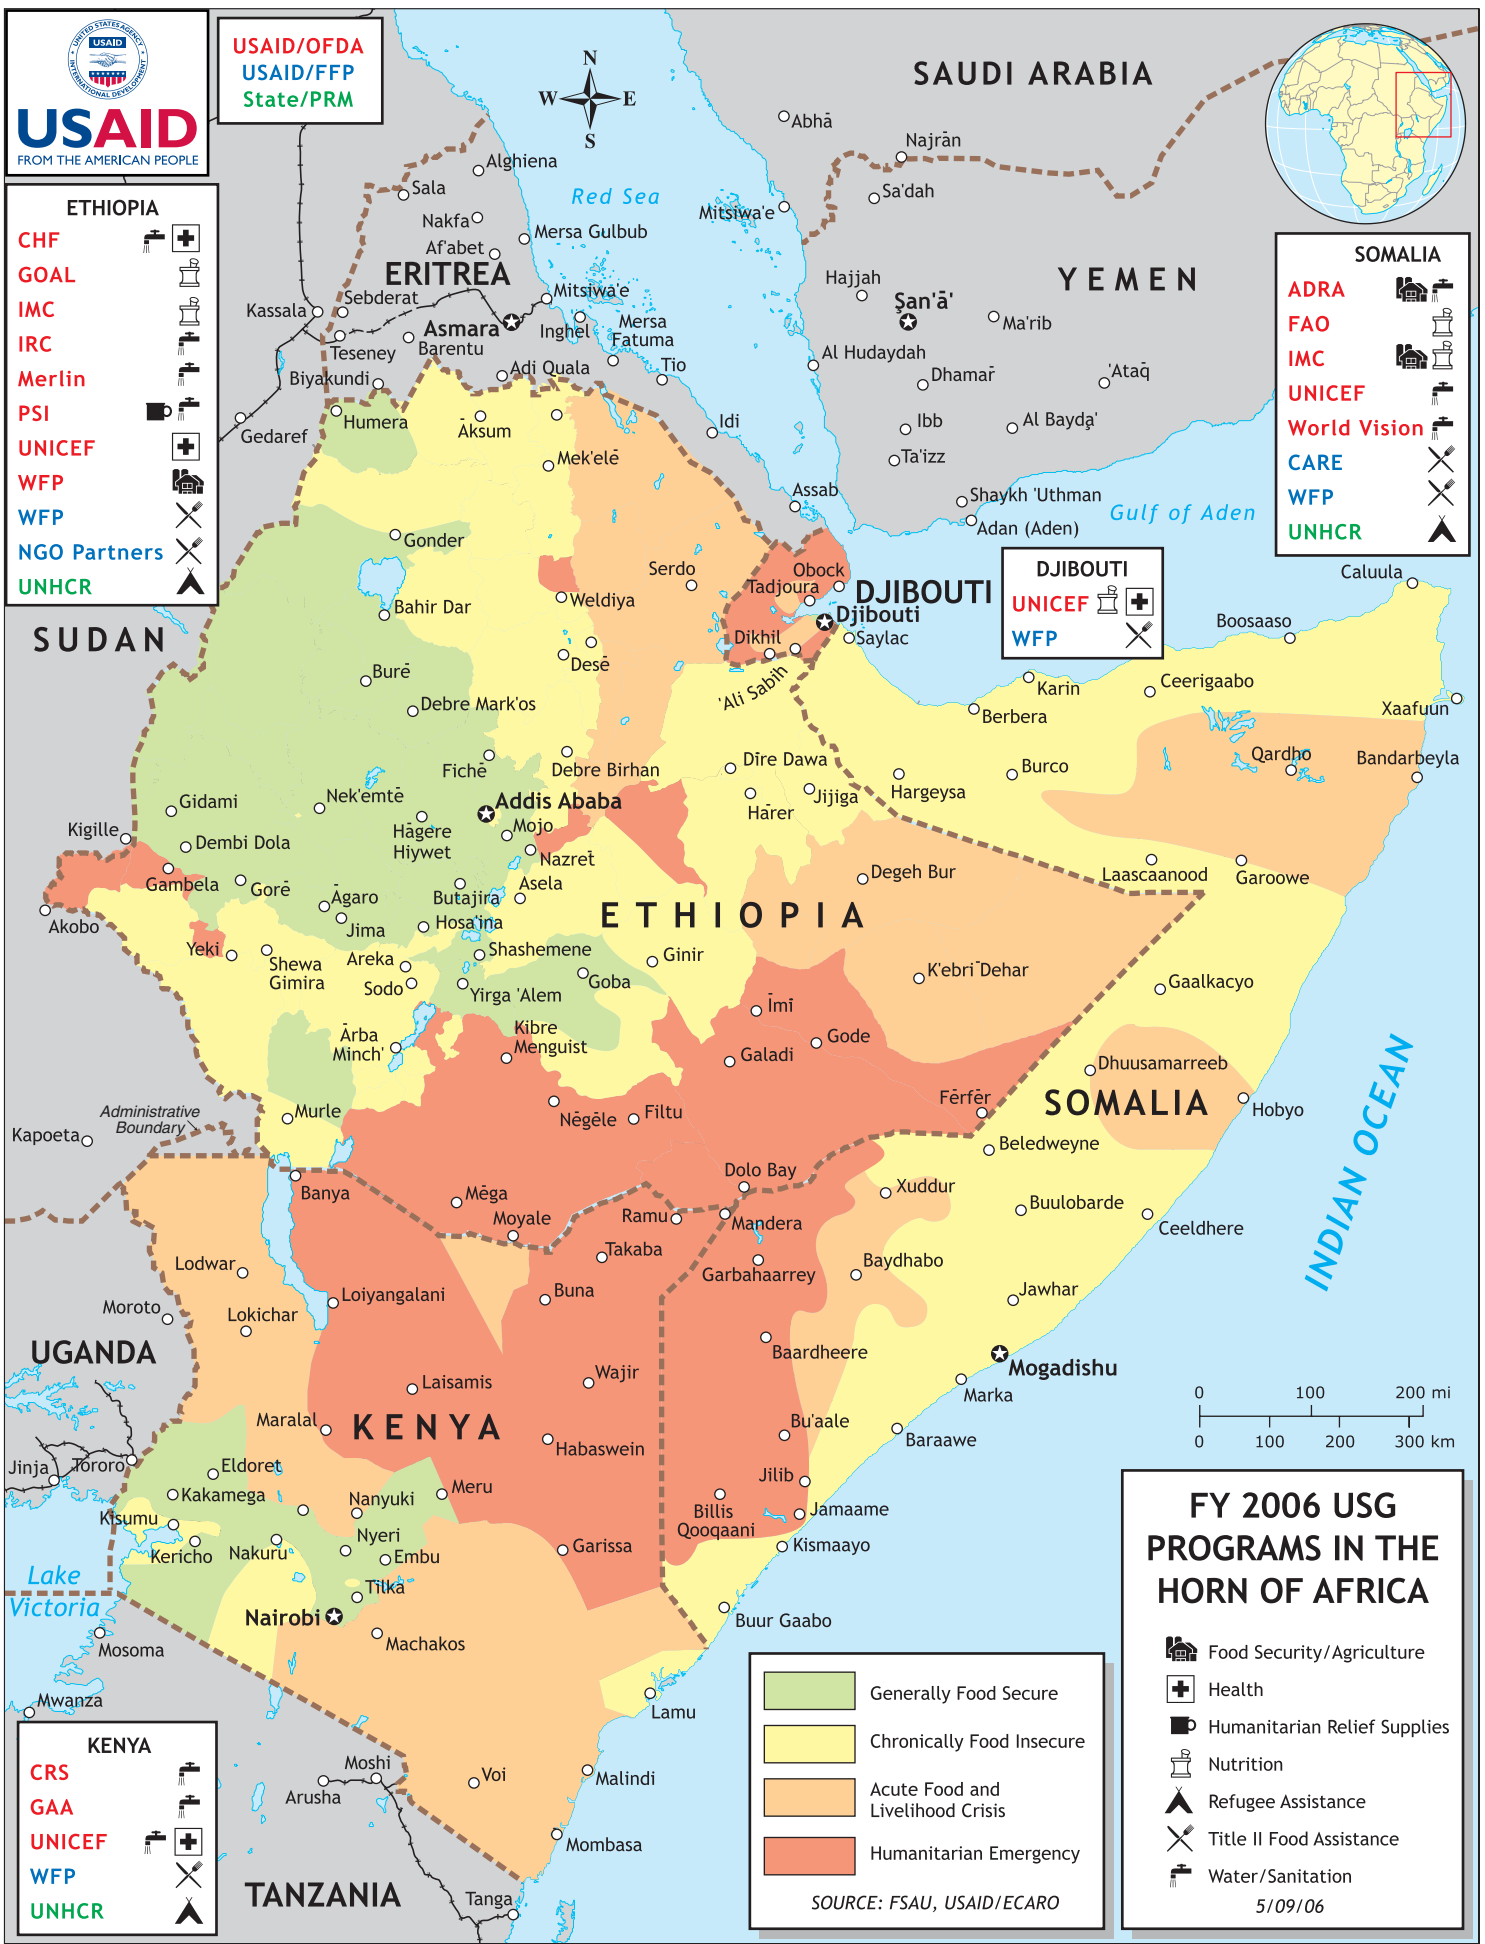 UNITED STATES AGENCY
USAID
INTERNATIONAL DEVELOPMENT
USAID
FROM THE AMERICAN PEOPLE
USAID/OFDA
USAID/FFP
State/PRM
N
W E
S
SAUDI ARABIA
Abhā
Najrān
Sa'dah
Mitsiwa'e
Red Sea
Alghiena
Sala
Nakfa
Mersa Gulbub
Af'abet
ERITREA
Mitsiwa'e
Sebderat
Kassala
Asmara
Inghel
Mersa
Fatuma
Teseney
Barentu
Adi Quala
Tio
Biyakundi
Gedaref
Idi
Assab
Hajjah
YEMEN
Şan'ā'
Ma'rib
Al Hudaydah
Dhamar
'Ataq
Ibb
Al Bayda'
Ta'izz
Shaykh 'Uthman
Adan (Aden)
Gulf of Aden
ETHIOPIA
CHF
GOAL
IMC
IRC
Merlin
PSI
UNICEF
WFP
WFP
NGO Partners
UNHCR
SOMALIA
ADRA
FAO
IMC
UNICEF
World Vision
CARE
WFP
UNHCR
DJIBOUTI
UNICEF
WFP
Humera
Āksum
Mek'elē
Gonder
Serdo
Weldiya
Bahir Dar
Desē
Burē
Debre Mark'os
Fichē
Debre Birhan
Obock
Tadjoura
DJIBOUTI
Djibouti
Dikhil
Saylac
'Ali Sabih
SUDAN
Caluula
Boosaaso
Karin
Ceerigaabo
Berbera
Xaafuun
Burco
Qardho
Bandarbeyla
Hargeysa
Dīre Dawa
Hārer
Jijiga
Gidami
Nek'emtē
Addis Ababa
Kigille
Hāgere
Hiywet
Mojo
Dembi Dola
Nazret
Gambela
Gorē
Āgaro
Butajira
Asela
Degeh Bur
Laascaanood
Garoowe
Akobo
Jima
Hosa'ina
ETHIOPIA
Yeki
Shewa
Gimira
Areka
Shashemene
Ginir
Sodo
Yirga 'Alem
Goba
K'ebri Dehar
Gaalkacyo
Īmī
Ārba
Minch'
Kibre
Menguist
Galadi
Gode
Dhuusamarreeb
Fērfēr
SOMALIA
Hobyo
Administrative
Boundary
Murle
Nēgēle
Filtu
Kapoeta
Beledweyne
INDIAN OCEAN
Banya
Mēga
Dolo Bay
Xuddur
Moyale
Ramu
Mandera
Buulobarde
Ceeldhere
Takaba
Lodwar
Garbahaarrey
Baydhabo
Loiyangalani
Buna
Jawhar
Moroto
Lokichar
UGANDA
Baardheere
Mogadishu
Laisamis
Wajir
Marka
Maralal
KENYA
Bu'aale
Baraawe
Habaswein
Jinja
Tororo
Eldoret
Jilib
Kakamega
Nanyuki
Meru
Billis
Qooqaani
Jamaame
Kisumu
Nyeri
Kericho
Nakuru
Embu
Garissa
Kismaayo
Lake
Victoria
Tilka
Nairobi
Buur Gaabo
Machakos
Mosoma
Mwanza
Lamu
Voi
Malindi
Moshi
Arusha
Mombasa
TANZANIA
Tanga
KENYA
CRS
GAA
UNICEF
WFP
UNHCR
0 100 200 mi
0 100 200 300 km
Generally Food Secure
Chronically Food Insecure
Acute Food and
Livelihood Crisis
Humanitarian Emergency
SOURCE: FSAU, USAID/ECARO
FY 2006 USG
PROGRAMS IN THE
HORN OF AFRICA
Food Security/Agriculture
Health
Humanitarian Relief Supplies
Nutrition
Refugee Assistance
Title II Food Assistance
Water/Sanitation
5/09/06